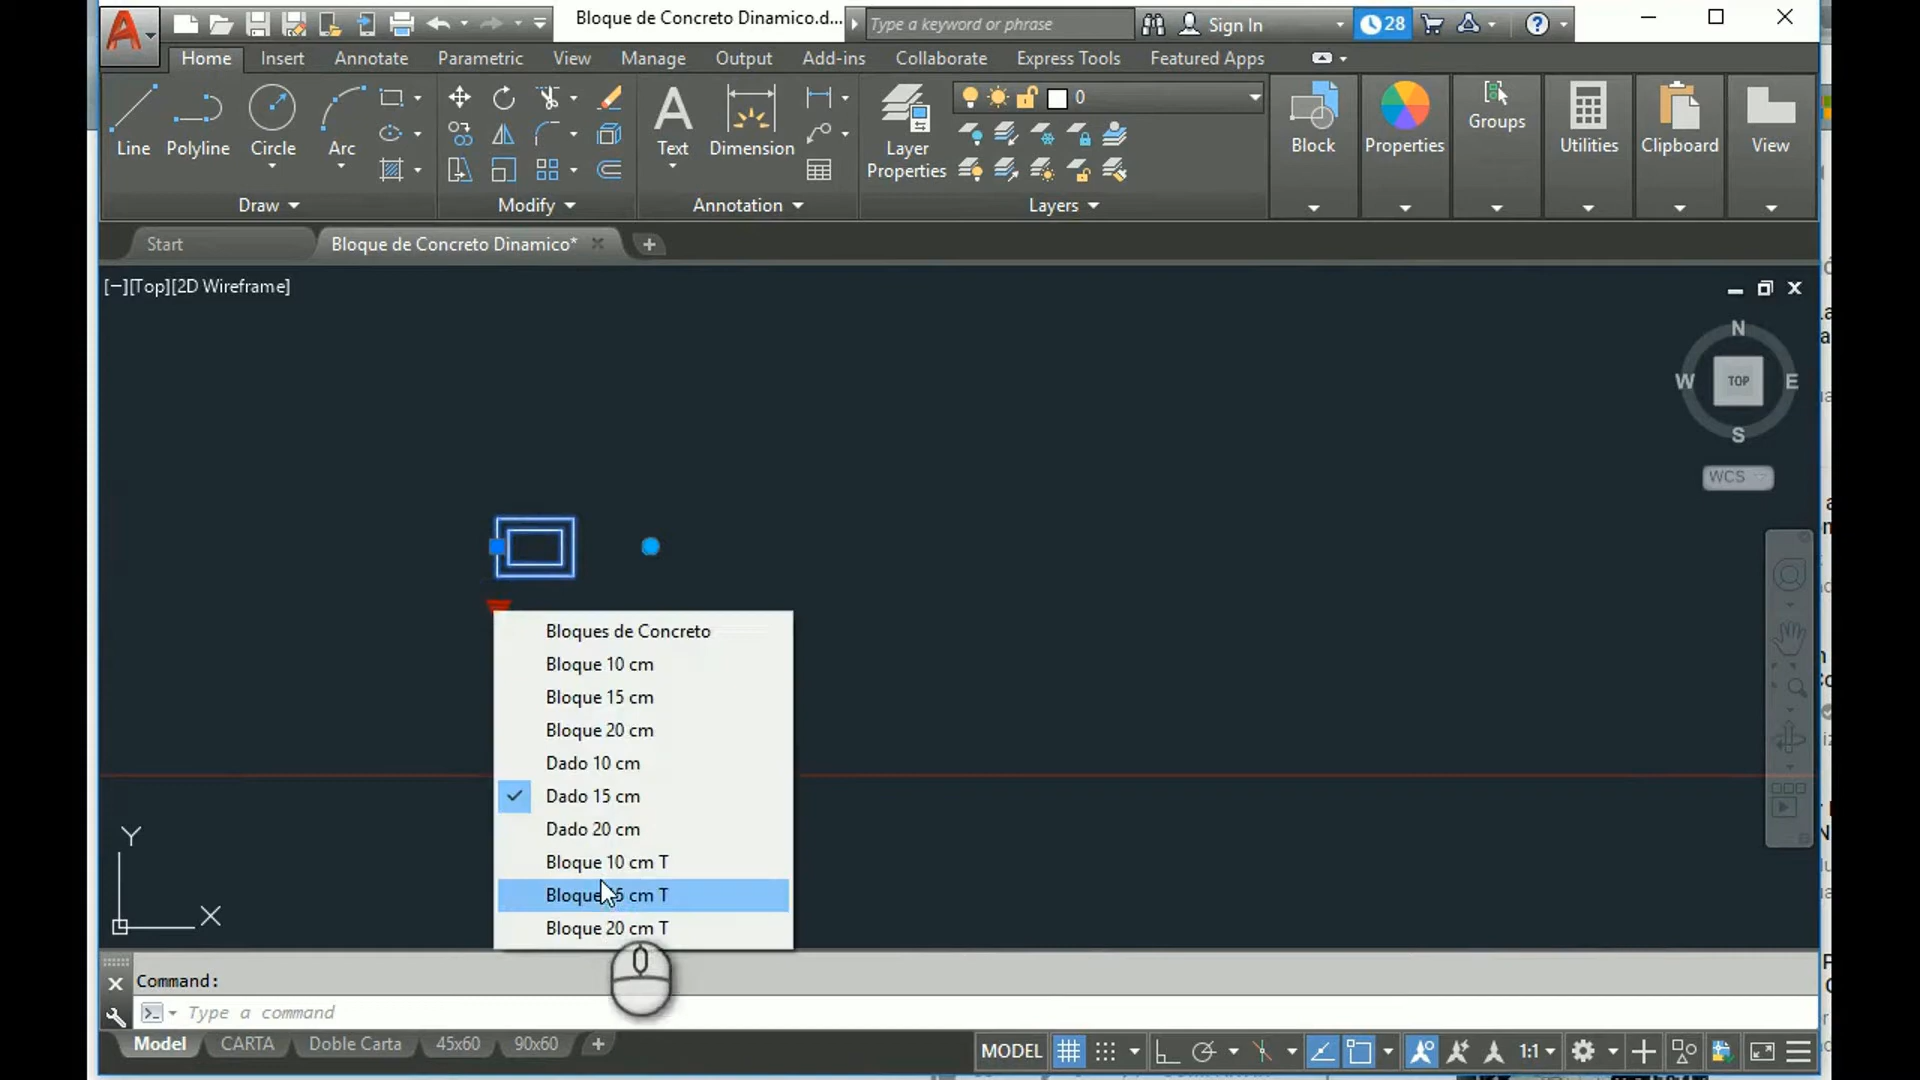 Bloque de Concreto Dinamico.d...
Type a keyword or phrase
Sign In
28
Home Insert Annotate Parametric View Manage Output Add-ins Collaborate Express Tools Featured Apps
Line Polyline Circle Arc
Text Dimension
Layer Properties
0
Block Properties Groups Utilities Clipboard View
Draw Modify Annotation Layers
Start Bloque de Concreto Dinamico*
[−][Top][2D Wireframe]
N
W TOP E
S
WCS
Bloques de Concreto
Bloque 10 cm
Bloque 15 cm
Bloque 20 cm
Dado 10 cm
Dado 15 cm
Dado 20 cm
Bloque 10 cm T
Bloque 5 cm T
Bloque 20 cm T
Y
X
Command:
Type a command
Model CARTA Doble Carta 45x60 90x60
MODEL 1:1